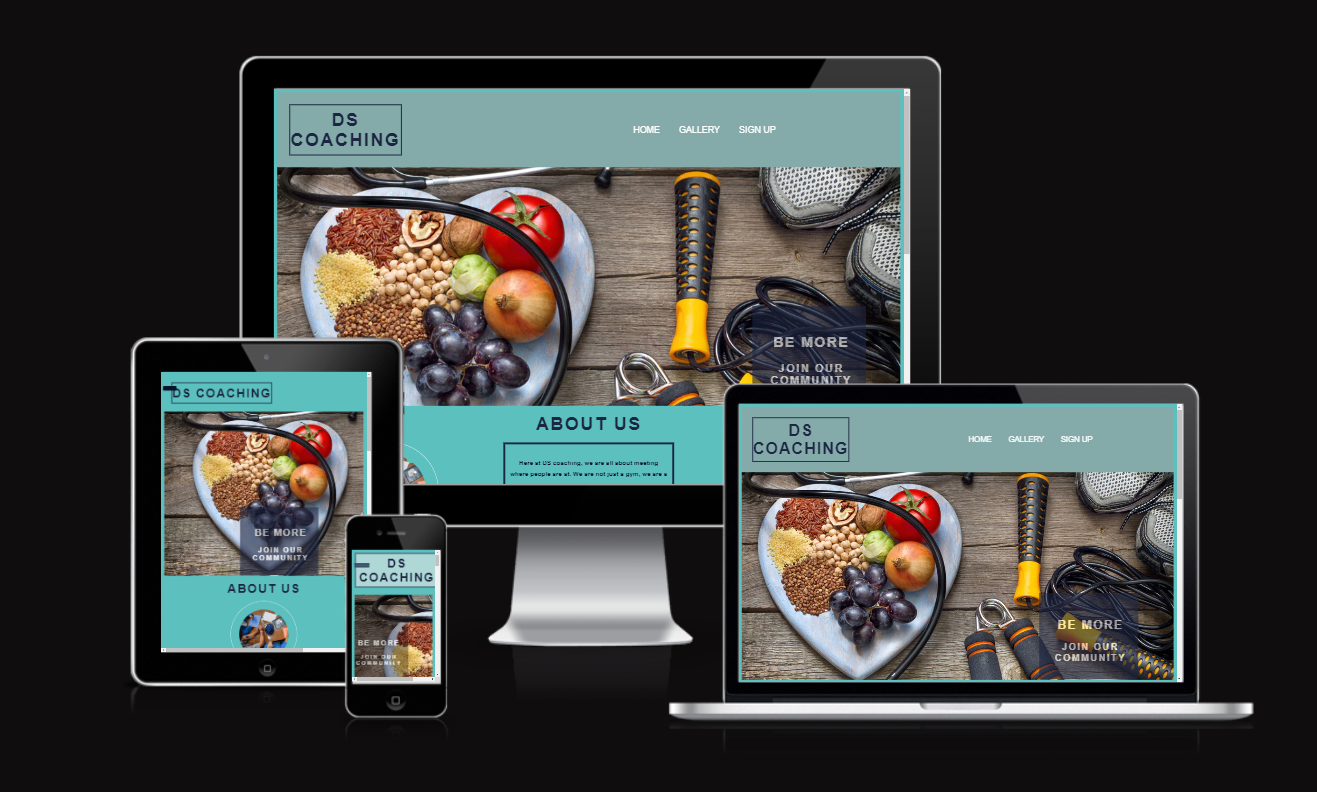 DS
COACHING
HOME GALLERY SIGN UP
BE MORE
JOIN OUR
COMMUNITY
ABOUT US
Here at DS coaching, we are all about meeting
where people are at. We are not just a gym, we are a
DS COACHING
BE MORE
JOIN OUR
COMMUNITY
ABOUT US
DS
COACHING
BE MORE
JOIN OUR
COMMUNITY
DS
COACHING
HOME GALLERY SIGN UP
BE MORE
JOIN OUR
COMMUNITY